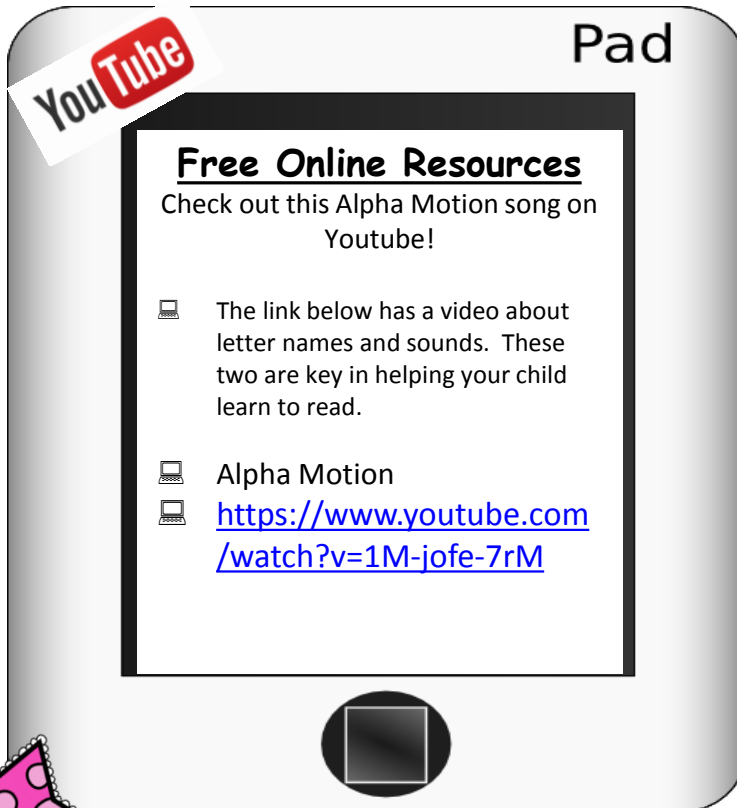 Pad
YouTube
Free Online Resources
Check out this Alpha Motion song on
Youtube!
The link below has a video about
letter names and sounds.  These
two are key in helping your child
learn to read.
Alpha Motion
https://www.youtube.com
/watch?v=1M-jofe-7rM